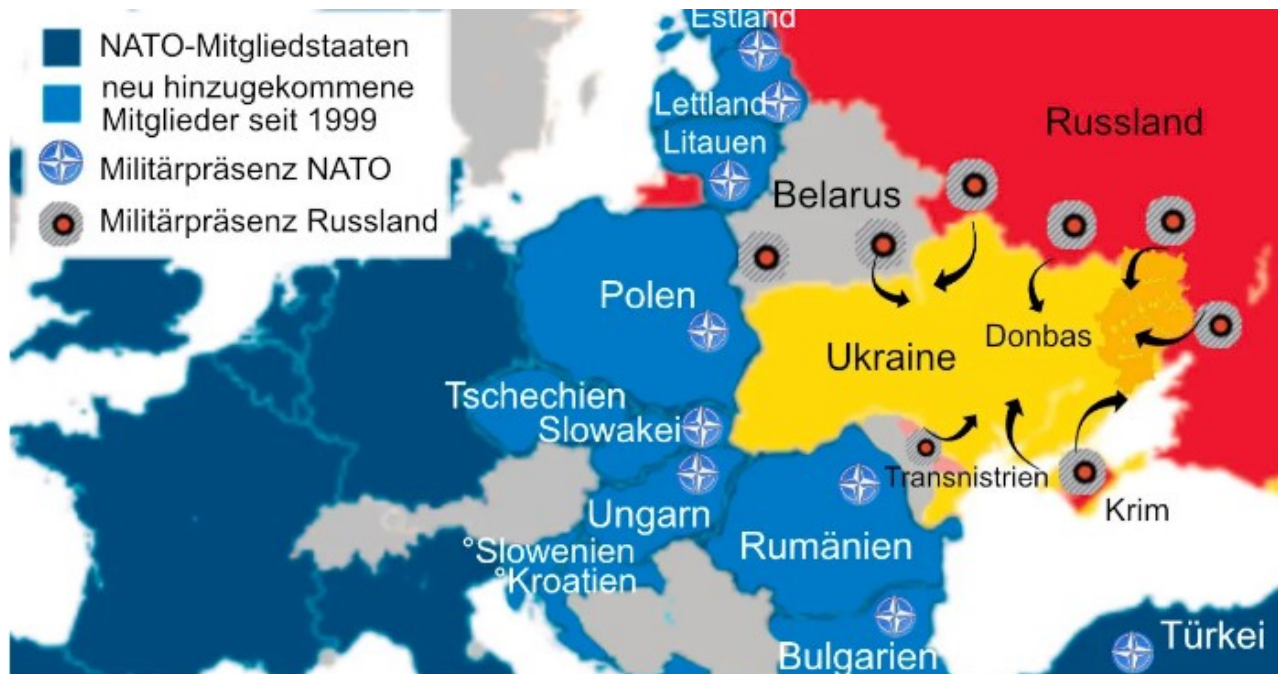 NATO-Mitgliedstaaten
neu hinzugekommene
Mitglieder seit 1999
Militärpräsenz NATO
Militärpräsenz Russland
Estland
Lettland
Litauen
Russland
Belarus
Polen
Ukraine
Donbas
Tschechien
Slowakei
Transnistrien
Krim
Ungarn
Rumänien
°Slowenien
°Kroatien
Bulgarien
Türkei